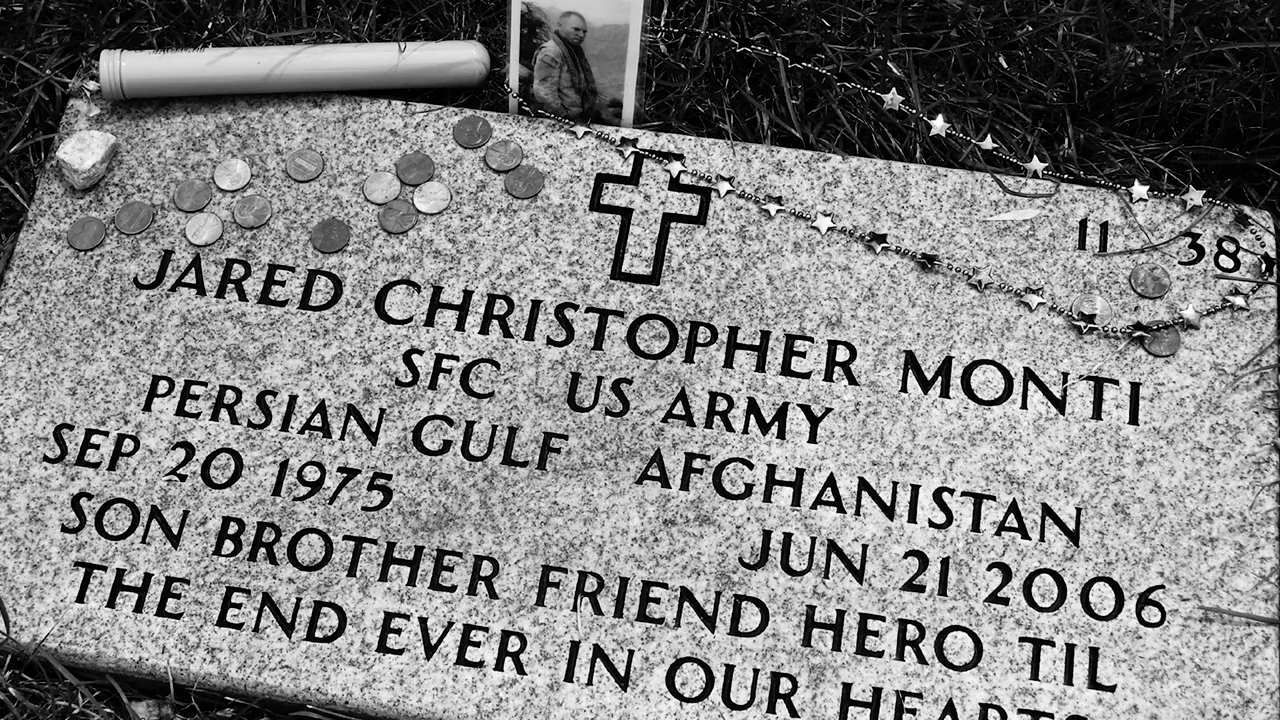 11 38
JARED CHRISTOPHER MONTI
SFC US ARMY
PERSIAN GULF AFGHANISTAN
SEP 20 1975 JUN 21 2006
SON BROTHER FRIEND HERO TIL
THE END EVER IN OUR HEARTS